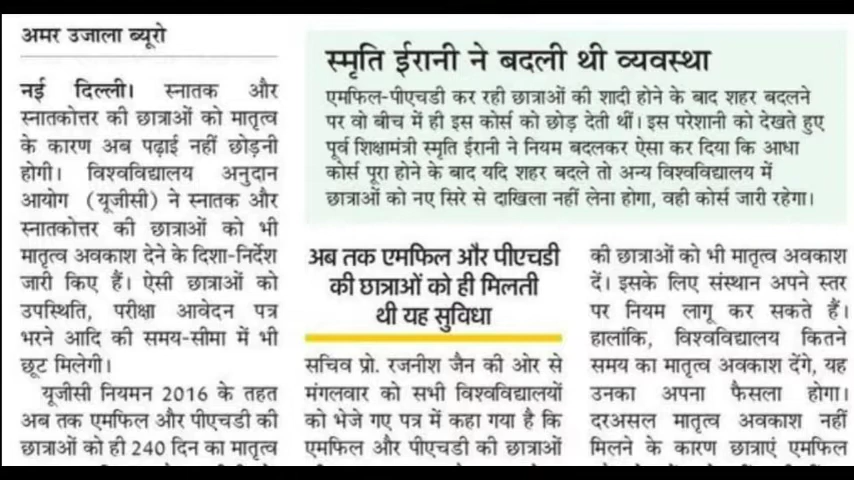 अमर उजाला ब्यूरो
नई दिल्ली। स्नातक और
स्नातकोत्तर की छात्राओं को मातृत्व
के कारण अब पढ़ाई नहीं छोड़नी
होगी। विश्वविद्यालय अनुदान
आयोग (यूजीसी) ने स्नातक और
स्नातकोत्तर की छात्राओं को भी
मातृत्व अवकाश देने के दिशा-निर्देश
जारी किए हैं। ऐसी छात्राओं को
उपस्थिति, परीक्षा आवेदन पत्र
भरने आदि की समय-सीमा में भी
छूट मिलेगी।
यूजीसी नियमन 2016 के तहत
अब तक एमफिल और पीएचडी की
छात्राओं को ही 240 दिन का मातृत्व
स्मृति ईरानी ने बदली थी व्यवस्था
एमफिल-पीएचडी कर रही छात्राओं की शादी होने के बाद शहर बदलने
पर वो बीच में ही इस कोर्स को छोड़ देती थीं। इस परेशानी को देखते हुए
पूर्व शिक्षामंत्री स्मृति ईरानी ने नियम बदलकर ऐसा कर दिया कि आधा
कोर्स पूरा होने के बाद यदि शहर बदले तो अन्य विश्वविद्यालय में
छात्राओं को नए सिरे से दाखिला नहीं लेना होगा, वही कोर्स जारी रहेगा।
अब तक एमफिल और पीएचडी
की छात्राओं को ही मिलती
थी यह सुविधा
सचिव प्रो. रजनीश जैन की ओर से
मंगलवार को सभी विश्वविद्यालयों
को भेजे गए पत्र में कहा गया है कि
एमफिल और पीएचडी की छात्राओं
की छात्राओं को भी मातृत्व अवकाश
दें। इसके लिए संस्थान अपने स्तर
पर नियम लागू कर सकते हैं।
हालांकि, विश्वविद्यालय कितने
समय का मातृत्व अवकाश देंगे, यह
उनका अपना फैसला होगा।
दरअसल मातृत्व अवकाश नहीं
मिलने के कारण छात्राएं एमफिल